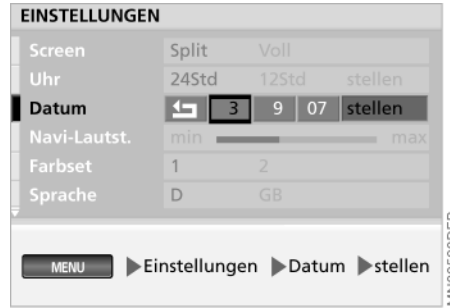 EINSTELLUNGEN
Screen Split Voll
Uhr 24Std 12Std stellen
Datum 3 9 07 stellen
Navi-Lautst. min max
Farbset 1 2
Sprache D GB
MENU Einstellungen Datum stellen